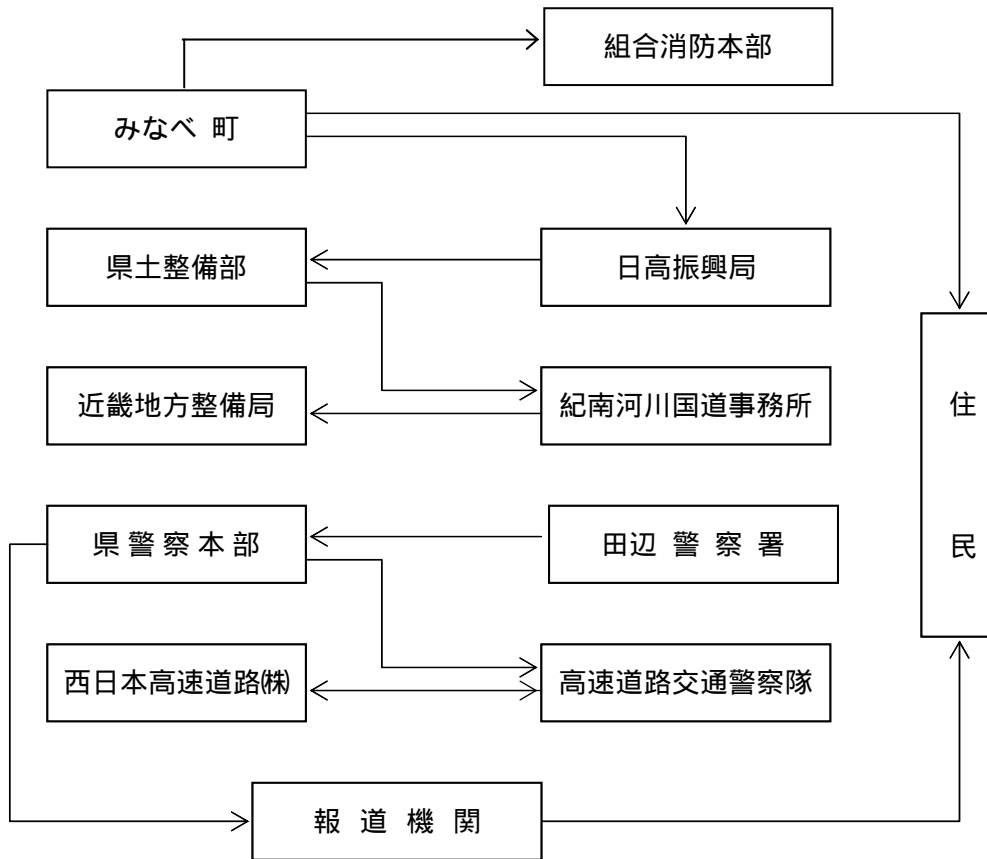 組合消防本部
みなべ 町
県土整備部
日高振興局
近畿地方整備局
紀南河川国道事務所
住民
県警察本部
田辺 警 察 署
西日本高速道路㈱
高速道路交通警察隊
報 道 機 関